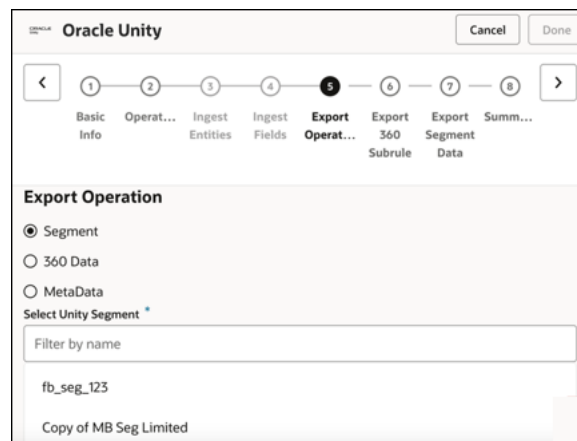 Oracle Unity
Cancel
Done
1 2 3 4 5 6 7 8
Basic Info
Operat...
Ingest Entities
Ingest Fields
Export Operat...
Export 360 Subrule
Export Segment Data
Summ...
Export Operation
Segment
360 Data
MetaData
Select Unity Segment *
Filter by name
fb_seg_123
Copy of MB Seg Limited